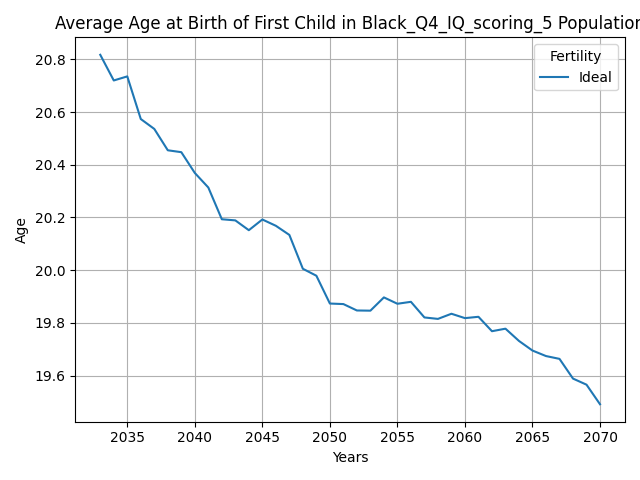 Average Age at Birth of First Child in Black_Q4_IQ_scoring_5 Population
Fertility
Ideal
20.8
20.6
20.4
20.2
20.0
19.8
19.6
Age
2035 2040 2045 2050 2055 2060 2065 2070
Years